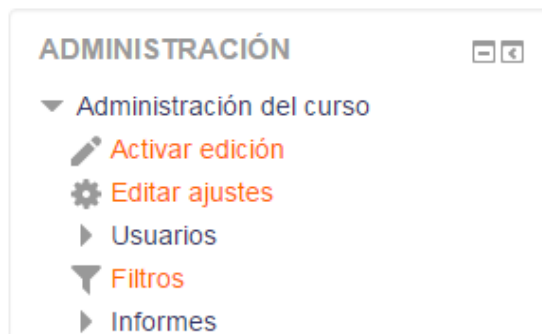 ADMINISTRACIÓN
Administración del curso
Activar edición
Editar ajustes
Usuarios
Filtros
Informes